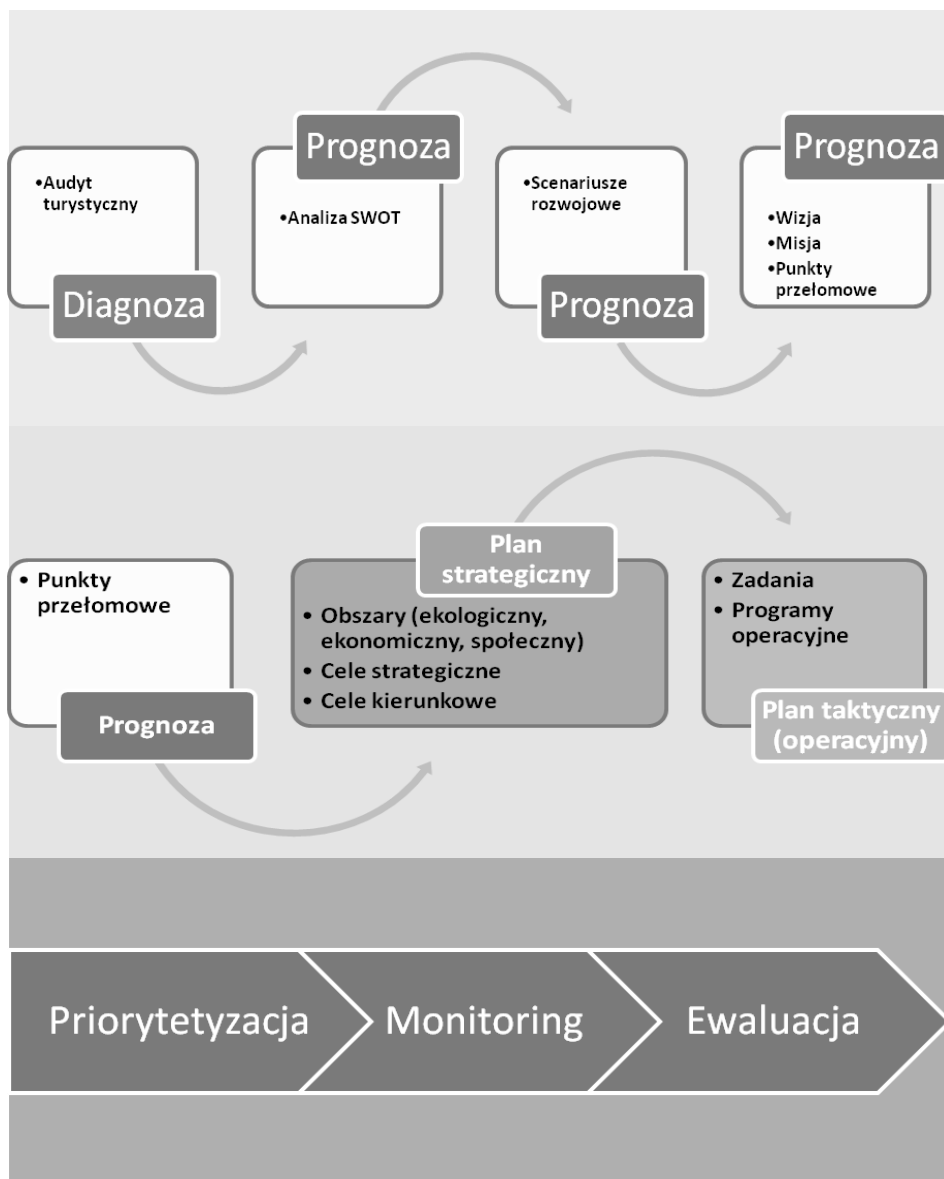 Prognoza
Prognoza
•Audyt
turystyczny
•Analiza SWOT
•Scenariusze
rozwojowe
•Wizja
•Misja
•Punkty
przełomowe
Diagnoza
Prognoza
Plan
strategiczny
• Punkty
przełomowe
• Obszary (ekologiczny,
ekonomiczny, społeczny)
• Cele strategiczne
• Cele kierunkowe
• Zadania
• Programy
operacyjne
Prognoza
Plan taktyczny
(operacyjny)
Priorytetyzacja
Monitoring
Ewaluacja